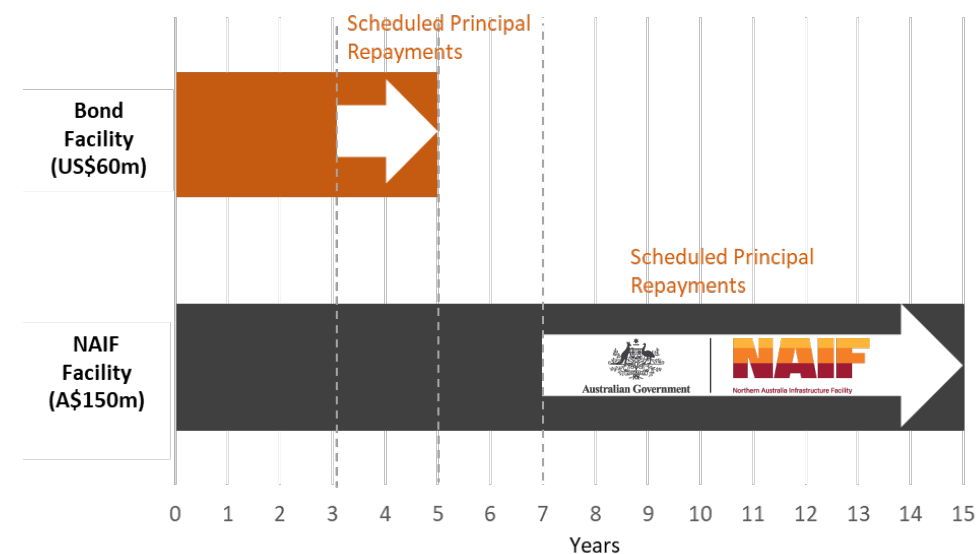 Scheduled Principal
Repayments
Bond
Facility
(US$60m)
Scheduled Principal
Repayments
NAIF
Facility
(A$150m)
Australian Government
NAIF
Northern Australia Infrastructure Facility
0 1 2 3 4 5 6 7 8 9 10 11 12 13 14 15
Years